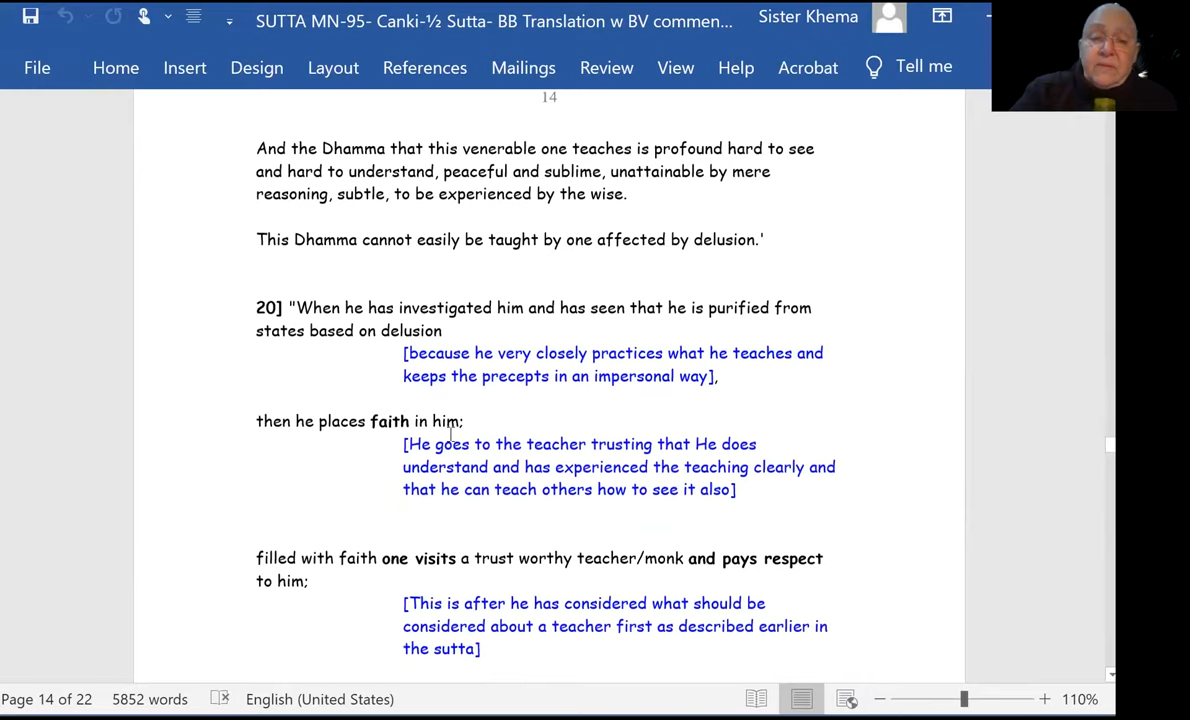 SUTTA MN-95- Canki-½ Sutta- BB Translation w BV commen...
Sister Khema
File Home Insert Design Layout References Mailings Review View Help Acrobat Tell me
14
And the Dhamma that this venerable one teaches is profound hard to see
and hard to understand, peaceful and sublime, unattainable by mere
reasoning, subtle, to be experienced by the wise.
This Dhamma cannot easily be taught by one affected by delusion.'
20] "When he has investigated him and has seen that he is purified from
states based on delusion
[because he very closely practices what he teaches and
keeps the precepts in an impersonal way],
then he places faith in him;
[He goes to the teacher trusting that He does
understand and has experienced the teaching clearly and
that he can teach others how to see it also]
filled with faith one visits a trust worthy teacher/monk and pays respect
to him;
[This is after he has considered what should be
considered about a teacher first as described earlier in
the sutta]
Page 14 of 22 5852 words English (United States) 110%